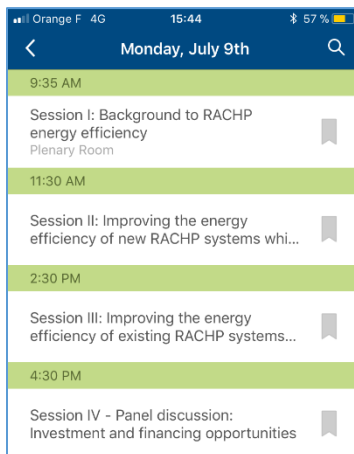 Orange F 4G 15:44 57 %
Monday, July 9th
9:35 AM
Session I: Background to RACHP
energy efficiency
Plenary Room
11:30 AM
Session II: Improving the energy
efficiency of new RACHP systems whi...
2:30 PM
Session III: Improving the energy
efficiency of existing RACHP systems...
4:30 PM
Session IV - Panel discussion:
Investment and financing opportunities